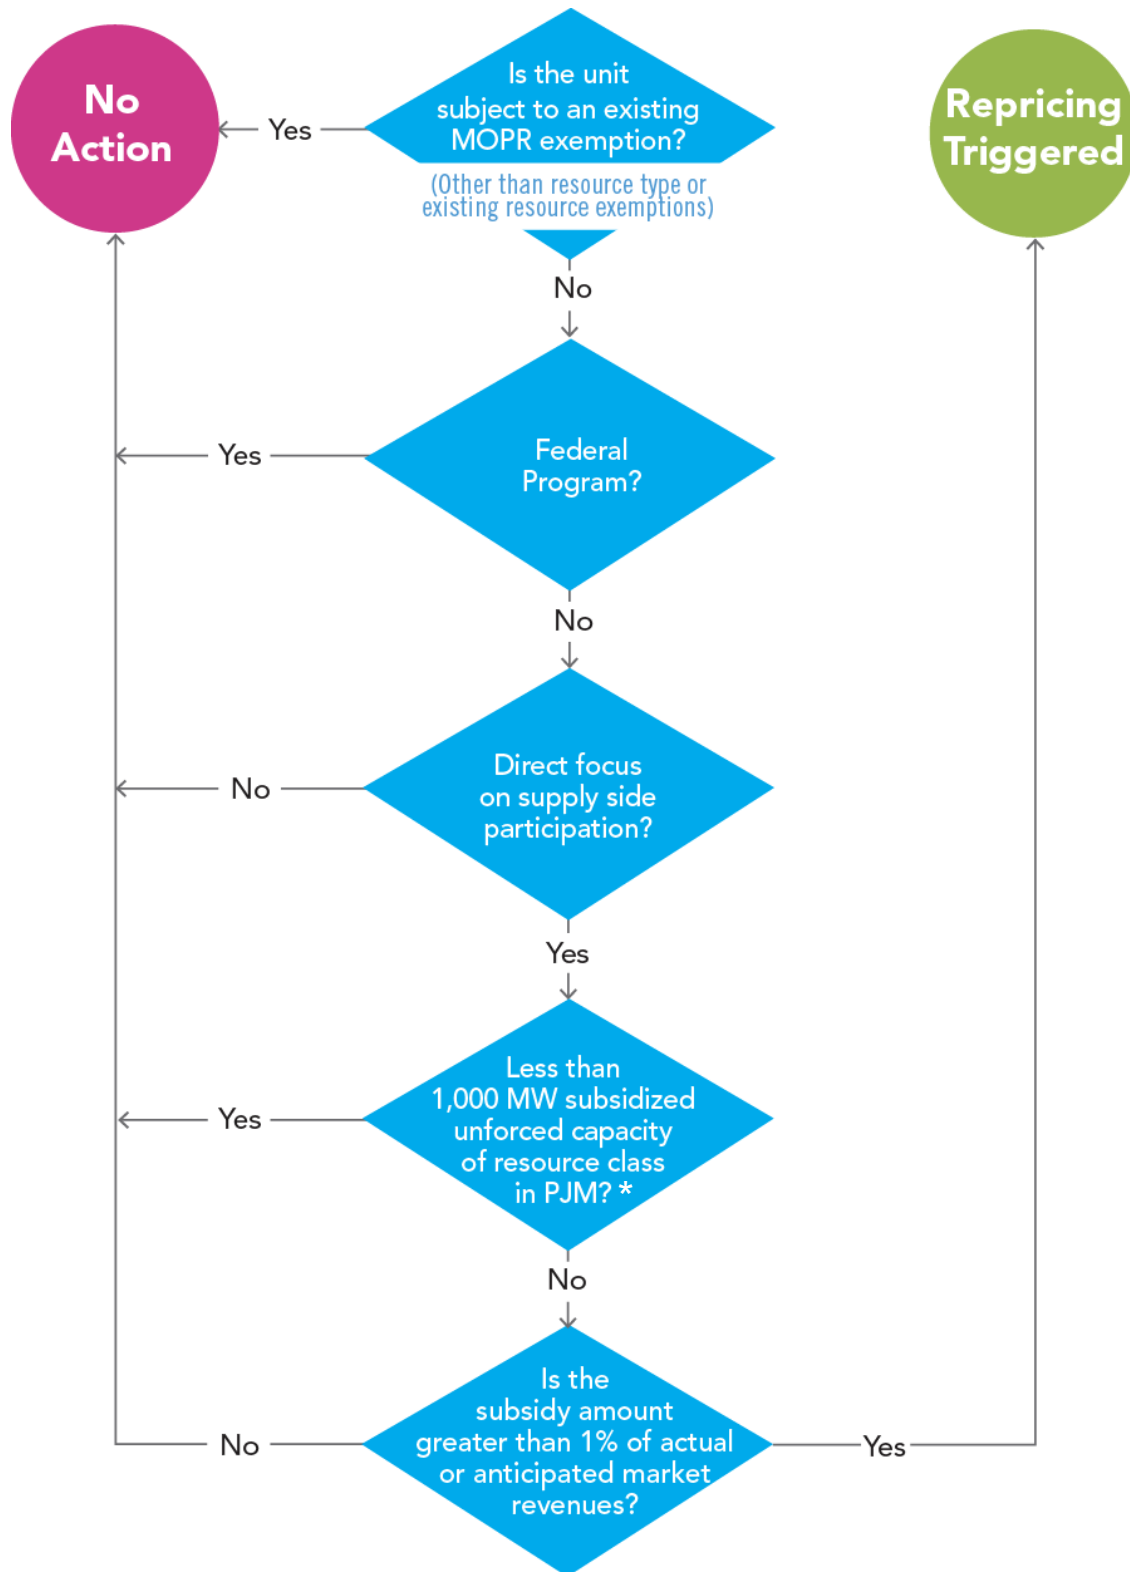 No
Action
Yes
Is the unit
subject to an existing
MOPR exemption?
(Other than resource type or
existing resource exemptions)
Repricing
Triggered
No
Yes
Federal
Program?
No
No
Direct focus
on supply side
participation?
Yes
Yes
Less than
1,000 MW subsidized
unforced capacity
of resource class
in PJM? *
No
No
Is the
subsidy amount
greater than 1% of actual
or anticipated market
revenues?
Yes